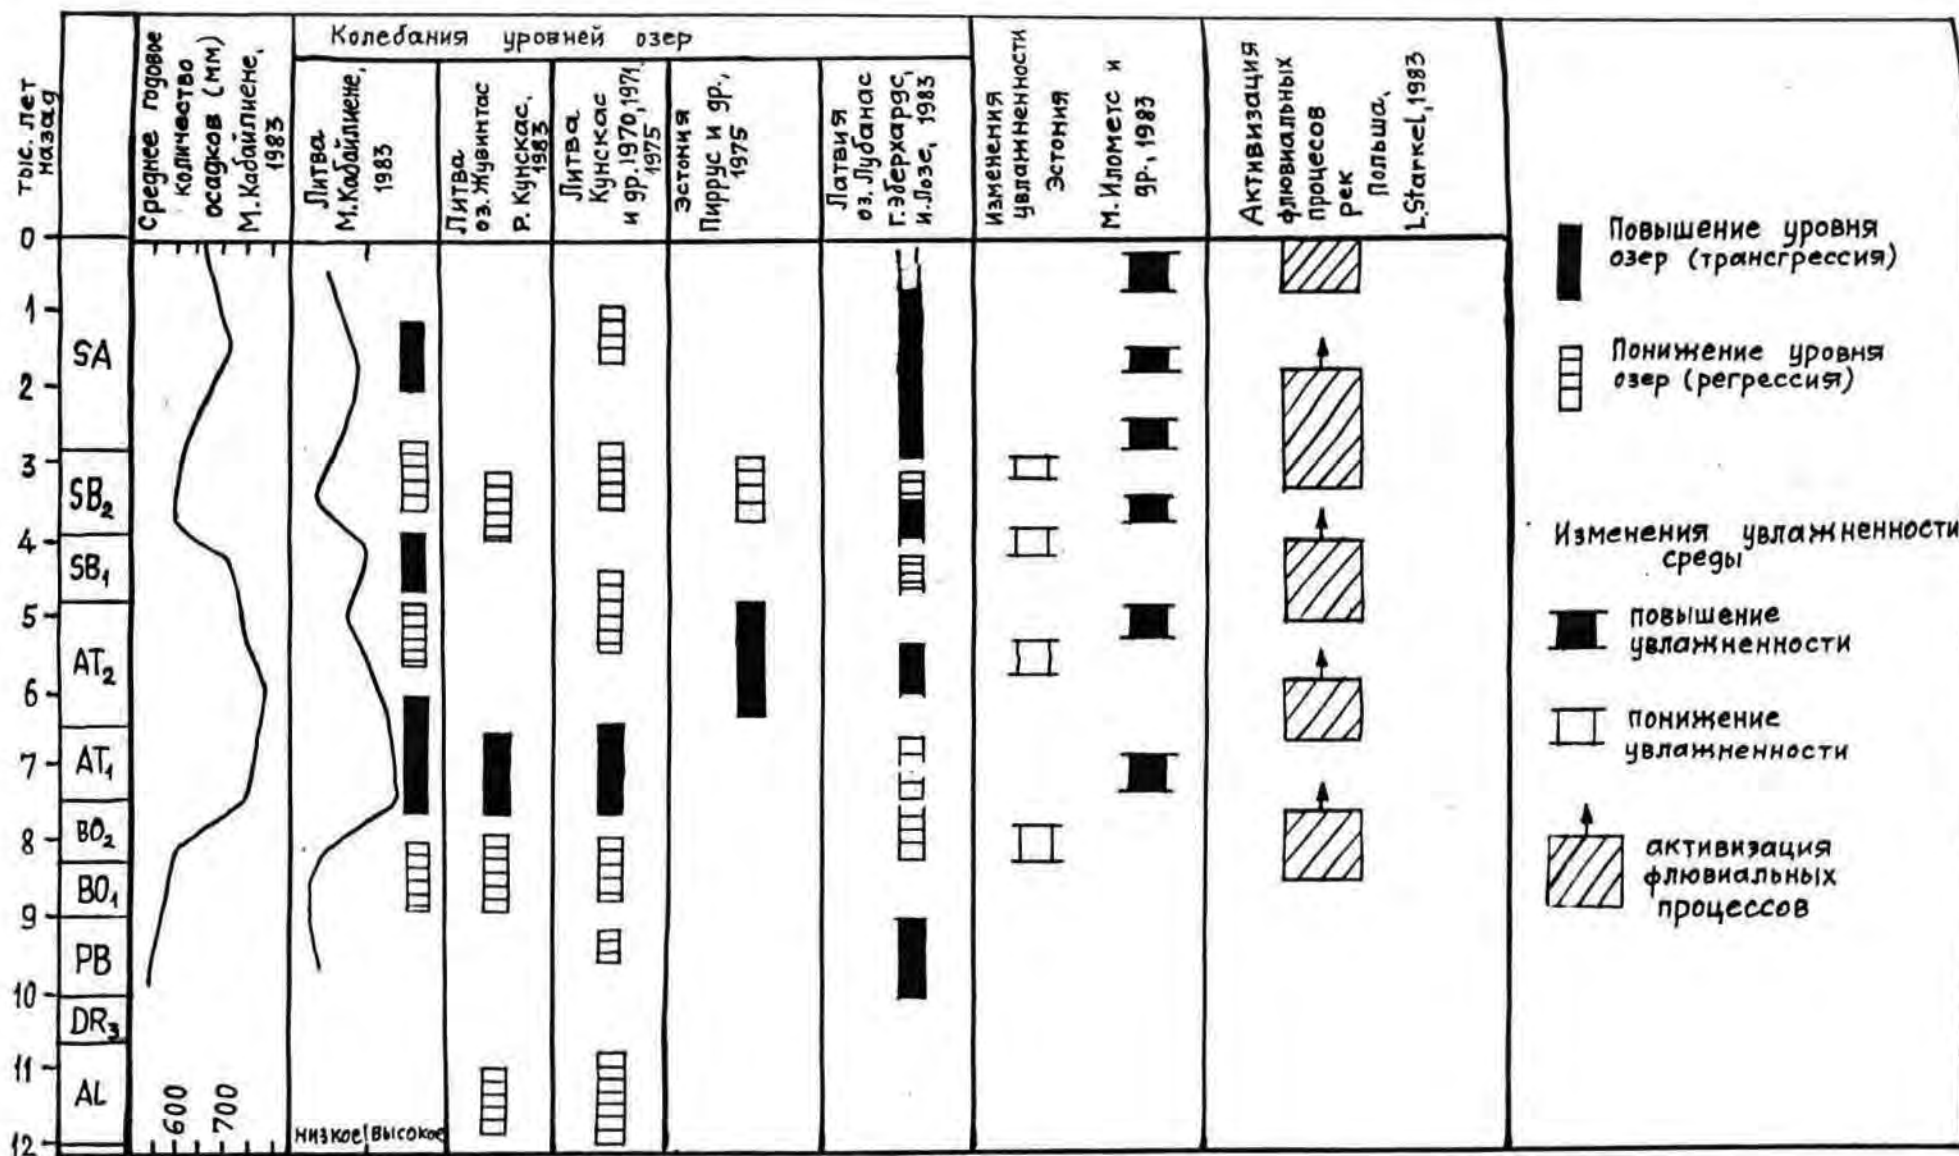 тыс. лет
назад
Среднее годовое
количество
осадков (мм)
М.Кабайлиене,
1983
Колебания уровней озер
Литва
М.Кабайлиене,
1983
Литва
оз. Жувинтас
Р. Кунскас,
1983
Литва
Кунскас
и др. 1970, 1971,
1975
Эстония
Пиррус и др.,
1975
Латвия
оз. Лубанас
Г. Эберхардс,
И. Лозе, 1983
Изменения
увлажненности
Эстония
М. Илометс и
др., 1983
Активизация
флювиальных
процесов
рек
Польша,
L. Starkel, 1983
0
1
2
3
4
5
6
7
8
9
10
11
12
SA
SB₂
SB₁
AT₂
AT₁
BO₂
BO₁
PB
DR₃
AL
600
700
низкое
высокое
Повышение уровня
озер (трансгрессия)
Понижение уровня
озер (регрессия)
Изменения увлажненности
среды
повышение
увлажненности
понижение
увлажненности
активизация
флювиальных
процессов